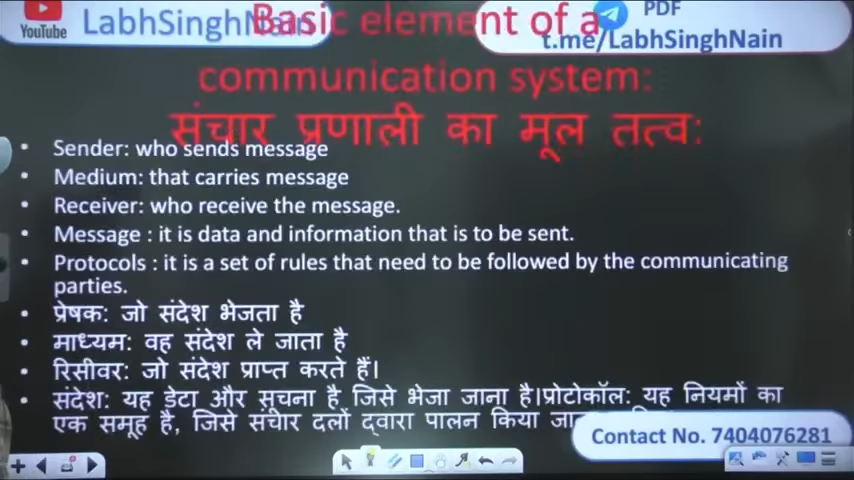 YouTube
LabhSinghNain
PDF
t.me/LabhSinghNain
Basic element of a
communication system:
संचार प्रणाली का मूल तत्व:
• Sender: who sends message
• Medium: that carries message
• Receiver: who receive the message.
• Message : it is data and information that is to be sent.
• Protocols : it is a set of rules that need to be followed by the communicating
parties.
• प्रेषक: जो संदेश भेजता है
• माध्यम: वह संदेश ले जाता है
• रिसीवर: जो संदेश प्राप्त करते हैं।
• संदेश: यह डेटा और सूचना है जिसे भेजा जाना है।प्रोटोकॉल: यह नियमों का
एक समूह है, जिसे संचार दलों द्वारा पालन किया
Contact No. 7404076281